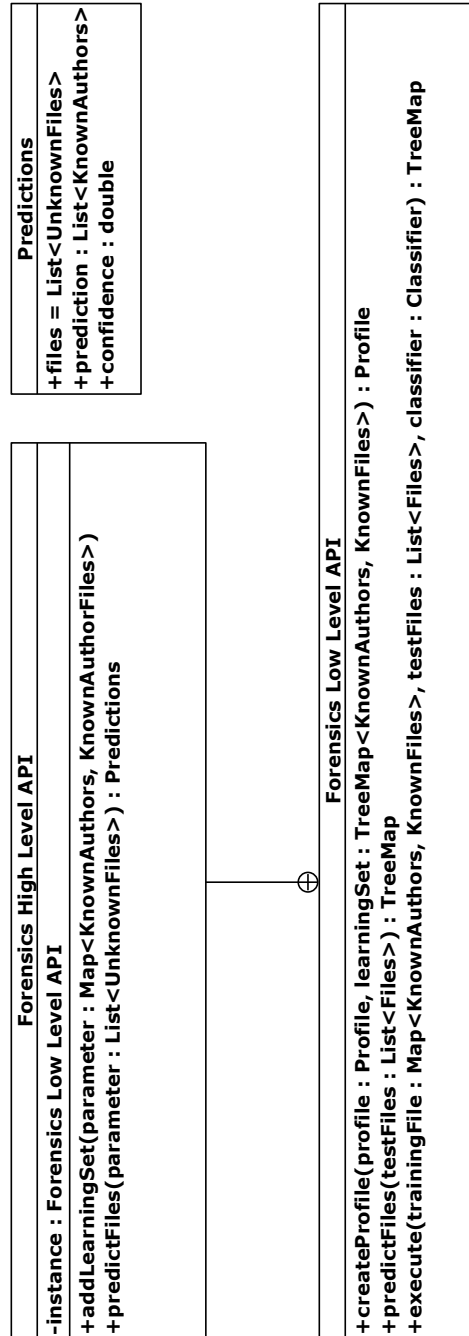 Forensics High Level API
-instance : Forensics Low Level API
+addLearningSet(parameter : Map<KnownAuthors, KnownAuthorFiles>)
+predictFiles(parameter : List<UnknownFiles>) : Predictions
Predictions
+files = List<UnknownFiles>
+prediction : List<KnownAuthors>
+confidence : double
Forensics Low Level API
+createProfile(profile : Profile, learningSet : TreeMap<KnownAuthors, KnownFiles>) : Profile
+predictFiles(testFiles : List<Files>) : TreeMap
+execute(trainingFile : Map<KnownAuthors, KnownFiles>, testFiles : List<Files>, classifier : Classifier) : TreeMap